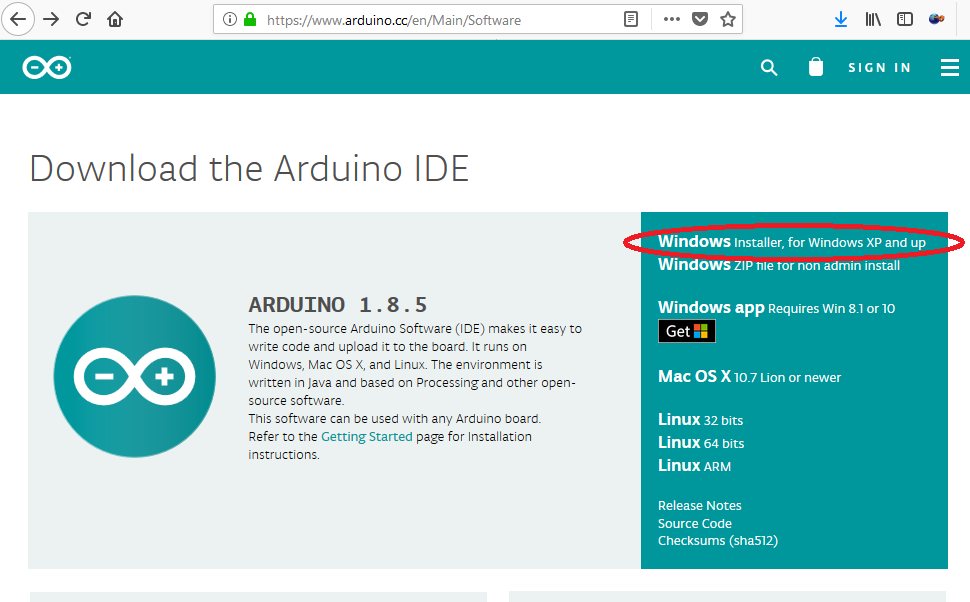 https://www.arduino.cc/en/Main/Software
SIGN IN
Download the Arduino IDE
ARDUINO 1.8.5
The open-source Arduino Software (IDE) makes it easy to
write code and upload it to the board. It runs on
Windows, Mac OS X, and Linux. The environment is
written in Java and based on Processing and other open-
source software.
This software can be used with any Arduino board.
Refer to the Getting Started page for Installation
instructions.
Windows Installer, for Windows XP and up
Windows ZIP file for non admin install
Windows app Requires Win 8.1 or 10
Get
Mac OS X 10.7 Lion or newer
Linux 32 bits
Linux 64 bits
Linux ARM
Release Notes
Source Code
Checksums (sha512)